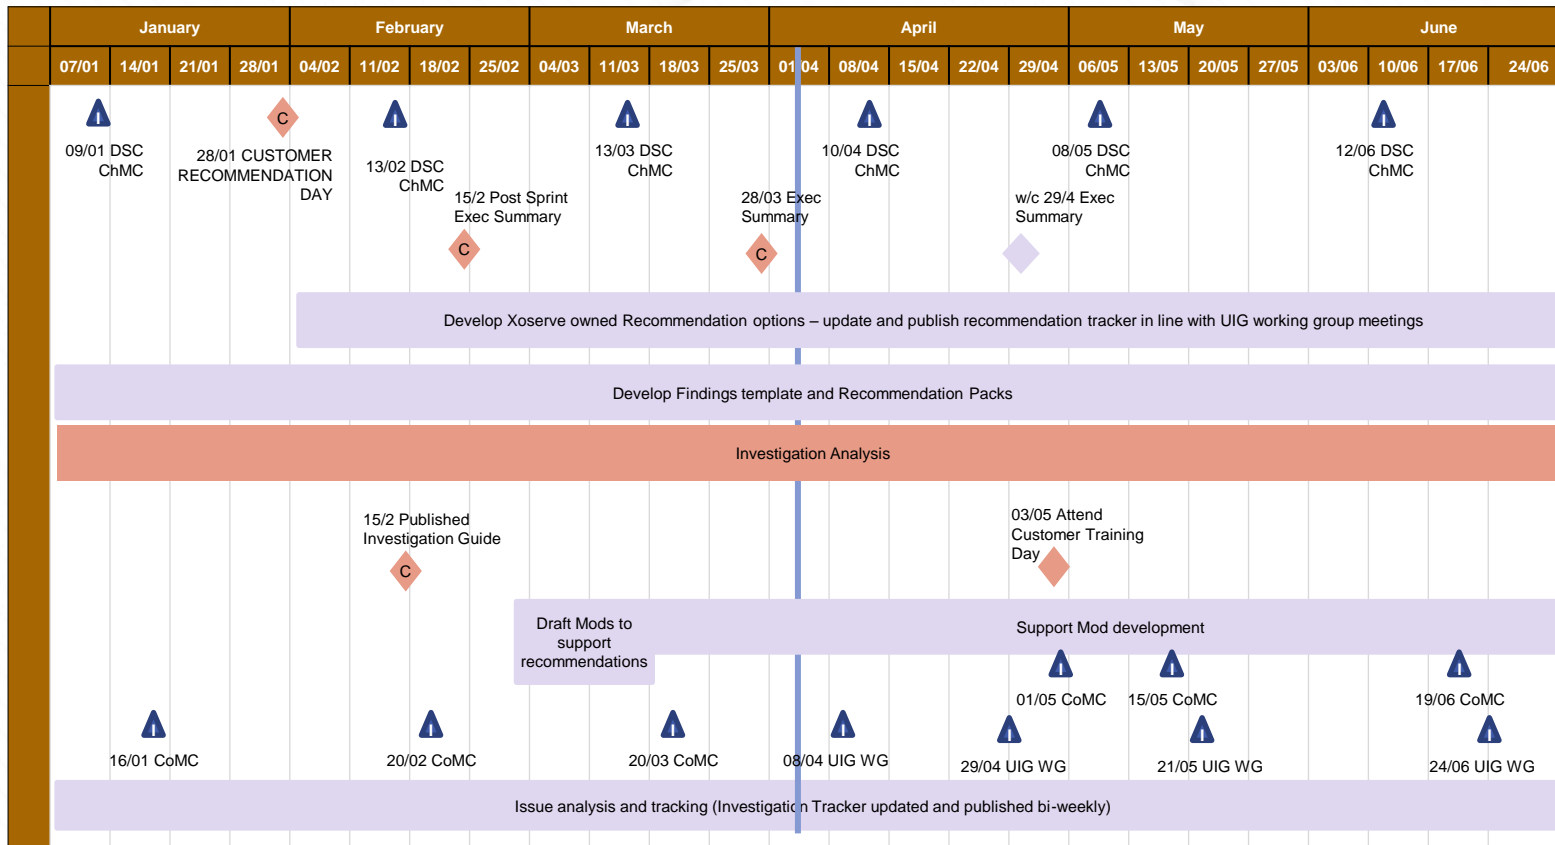 January February March April May June
07/01 14/01 21/01 28/01 04/02 11/02 18/02 25/02 04/03 11/03 18/03 25/03 01/04 08/04 15/04 22/04 29/04 06/05 13/05 20/05 27/05 03/06 10/06 17/06 24/06
09/01 DSC
ChMC
C
28/01 CUSTOMER
RECOMMENDATION
DAY
13/02 DSC
ChMC
13/03 DSC
ChMC
10/04 DSC
ChMC
08/05 DSC
ChMC
12/06 DSC
ChMC
15/2 Post Sprint
Exec Summary
C
28/03 Exec
Summary
C
w/c 29/4 Exec
Summary
Develop Xoserve owned Recommendation options – update and publish recommendation tracker in line with UIG working group meetings
Develop Findings template and Recommendation Packs
Investigation Analysis
15/2 Published
Investigation Guide
C
03/05 Attend
Customer Training
Day
Draft Mods to
support
recommendations
Support Mod development
01/05 CoMC
15/05 CoMC
19/06 CoMC
16/01 CoMC
20/02 CoMC
20/03 CoMC
08/04 UIG WG
29/04 UIG WG
21/05 UIG WG
24/06 UIG WG
Issue analysis and tracking (Investigation Tracker updated and published bi-weekly)